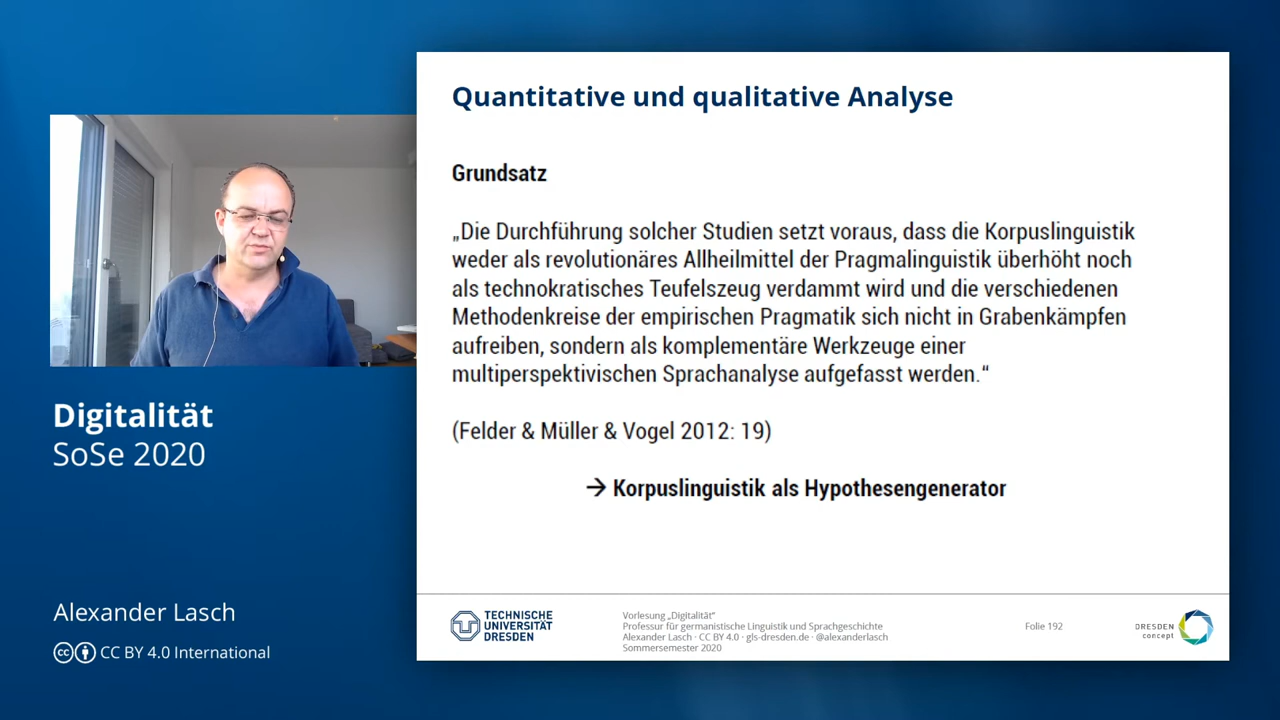 Quantitative und qualitative Analyse
Grundsatz
„Die Durchführung solcher Studien setzt voraus, dass die Korpuslinguistik
weder als revolutionäres Allheilmittel der Pragmalinguistik überhöht noch
als technokratisches Teufelszeug verdammt wird und die verschiedenen
Methodenkreise der empirischen Pragmatik sich nicht in Grabenkämpfen
aufreiben, sondern als komplementäre Werkzeuge einer
multiperspektivischen Sprachanalyse aufgefasst werden.“
(Felder & Müller & Vogel 2012: 19)
→ Korpuslinguistik als Hypothesengenerator
Digitalität
SoSe 2020
Alexander Lasch
CC BY 4.0 International
TECHNISCHE
UNIVERSITÄT
DRESDEN
Vorlesung „Digitalität“
Professur für germanistische Linguistik und Sprachgeschichte
Alexander Lasch · CC BY 4.0 · gls-dresden.de · @alexanderlasch
Sommersemester 2020
Folie 192
DRESDEN
concept